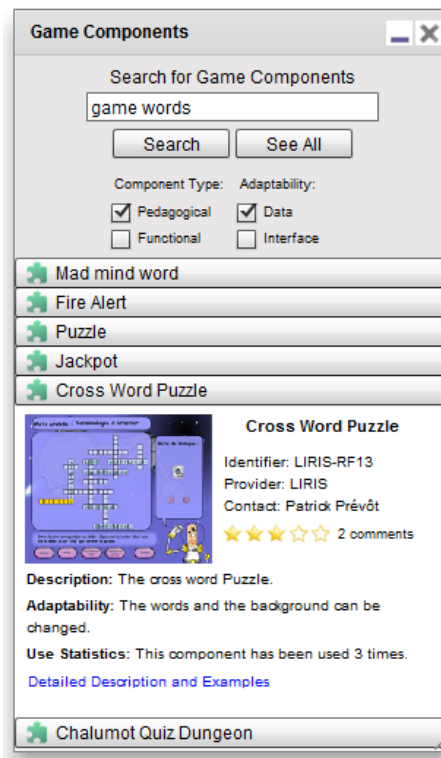 Game Components
Search for Game Components
game words
Search See All
Component Type: Adaptability:
Pedagogical Data
Functional Interface
Mad mind word
Fire Alert
Puzzle
Jackpot
Cross Word Puzzle
Cross Word Puzzle
Identifier: LIRIS-RF13
Provider: LIRIS
Contact: Patrick Prévôt
2 comments
Description: The cross word Puzzle.
Adaptability: The words and the background can be
changed.
Use Statistics: This component has been used 3 times.
Detailed Description and Examples
Chalumot Quiz Dungeon